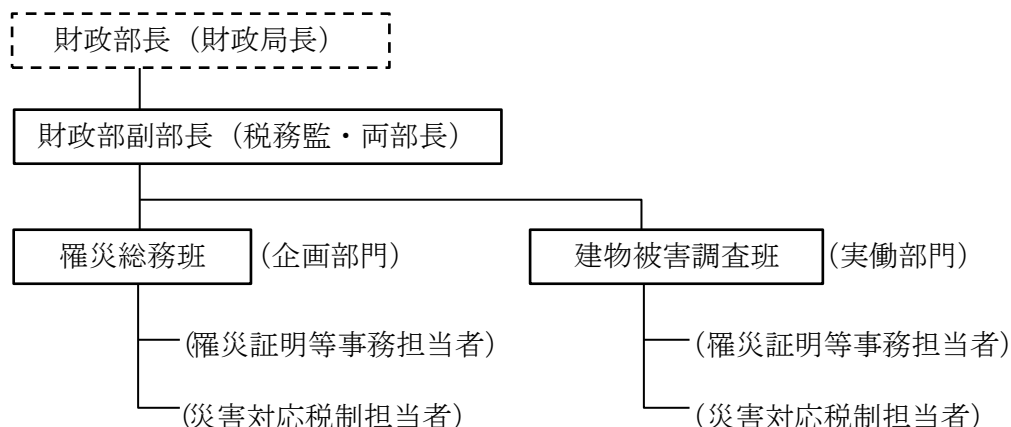 財政部長（財政局長）
財政部副部長（税務監・両部長）
罹災総務班 （企画部門） 建物被害調査班 （実働部門）
（罹災証明等事務担当者） （罹災証明等事務担当者）
（災害対応税制担当者） （災害対応税制担当者）